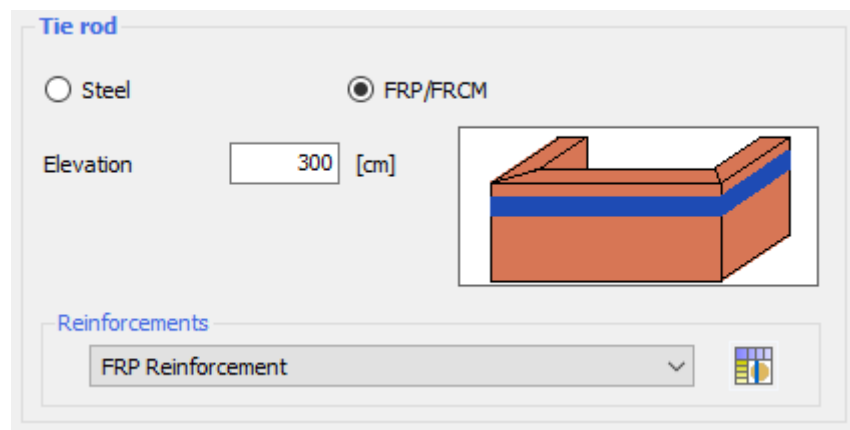 Tie rod
Steel FRP/FRCM
Elevation 300 [cm]
Reinforcements
FRP Reinforcement